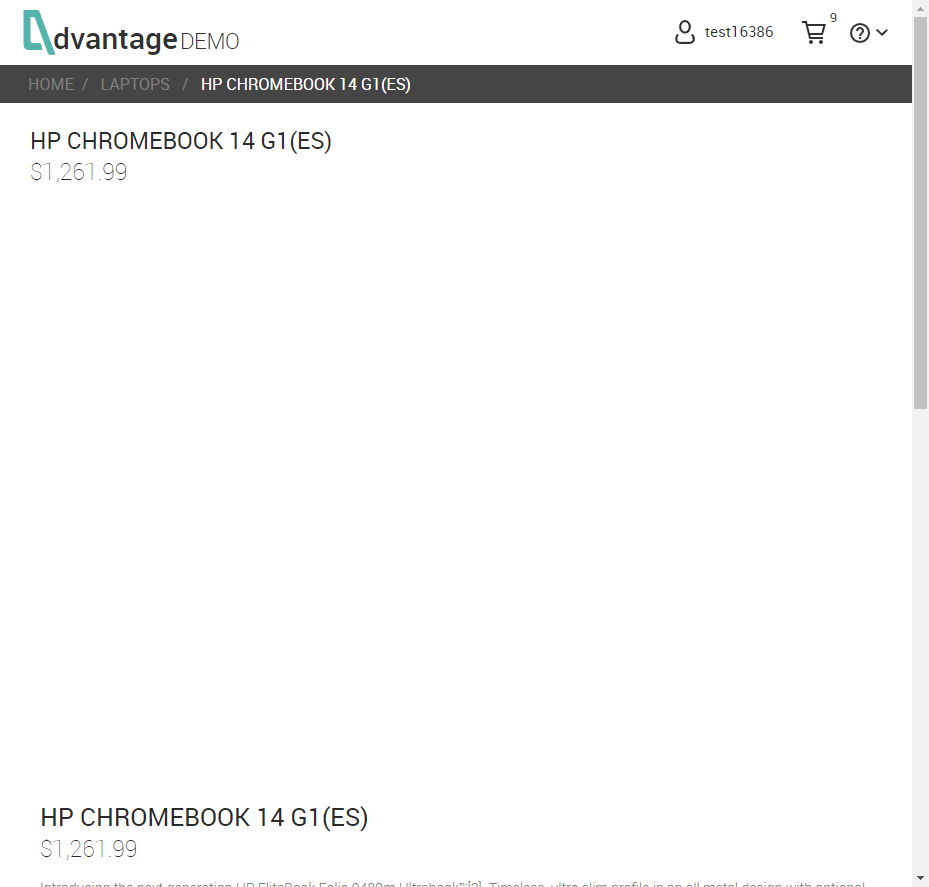 dvantage DEMO
test16386
9
HOME / LAPTOPS / HP CHROMEBOOK 14 G1(ES)
HP CHROMEBOOK 14 G1(ES)
$1,261.99
HP CHROMEBOOK 14 G1(ES)
$1,261.99
Introducing the next generation HP EliteBook Folio 9480m Ultrabook™[2]. Timeless, ultra slim profile in an all metal design with optional